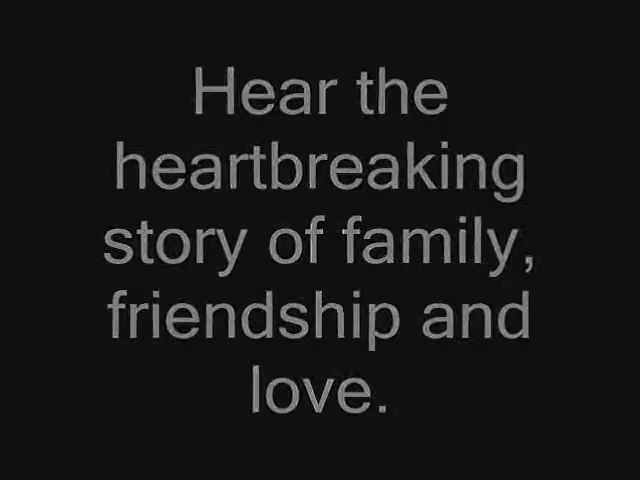 Hear the
heartbreaking
story of family,
friendship and
love.